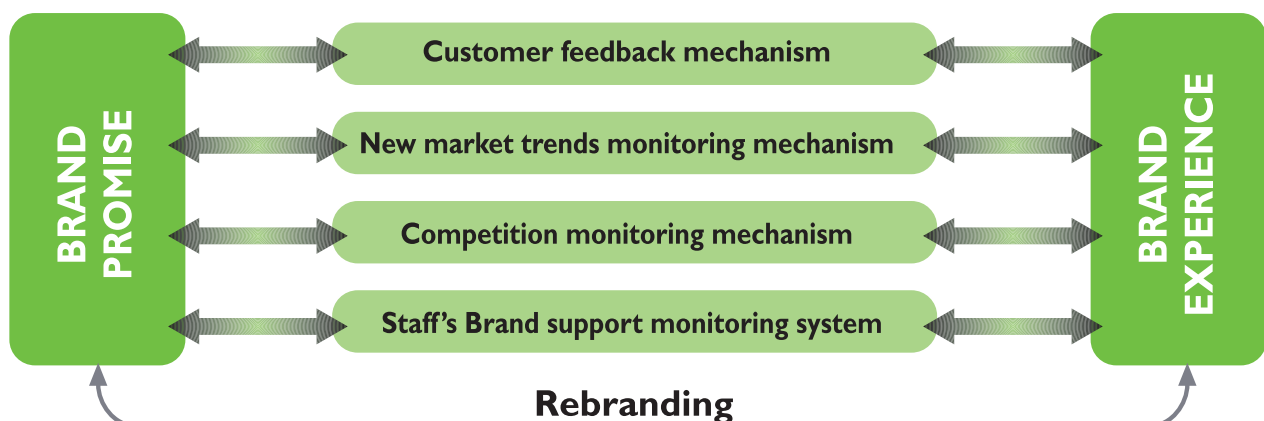 BRAND
PROMISE
Customer feedback mechanism
New market trends monitoring mechanism
Competition monitoring mechanism
Staff’s Brand support monitoring system
BRAND
EXPERIENCE
Rebranding